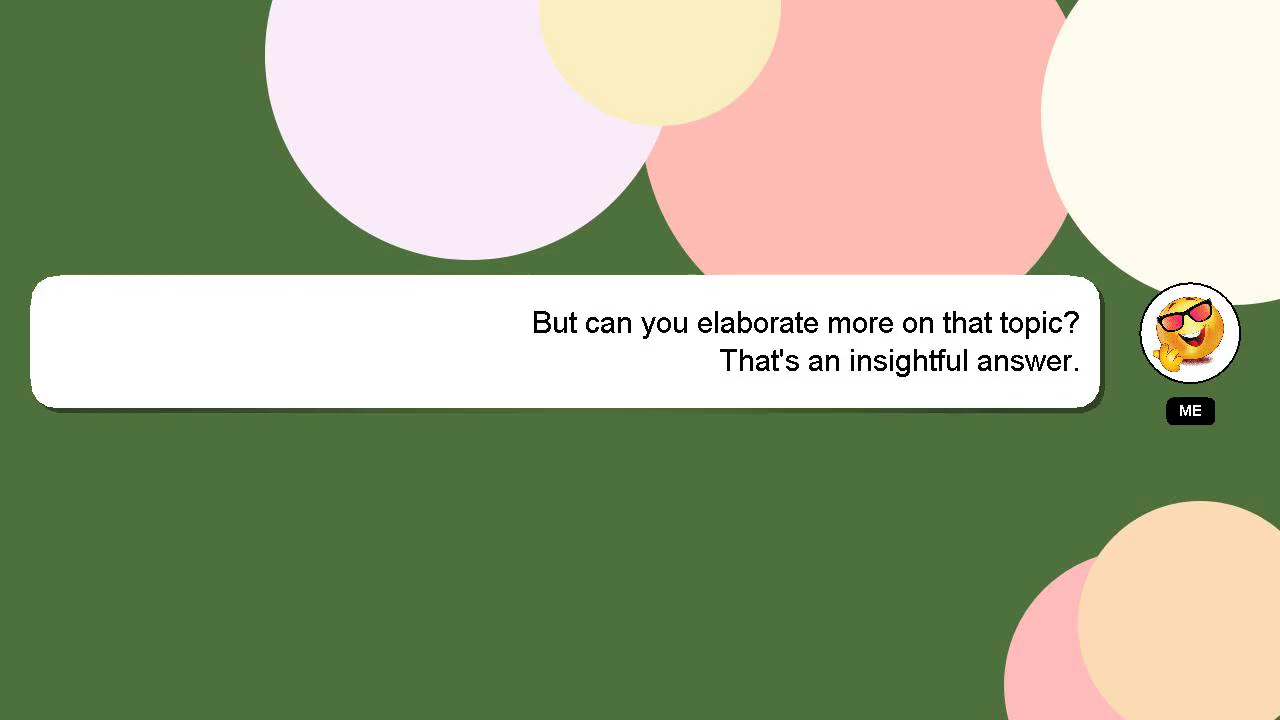 But can you elaborate more on that topic?
That's an insightful answer.
ME